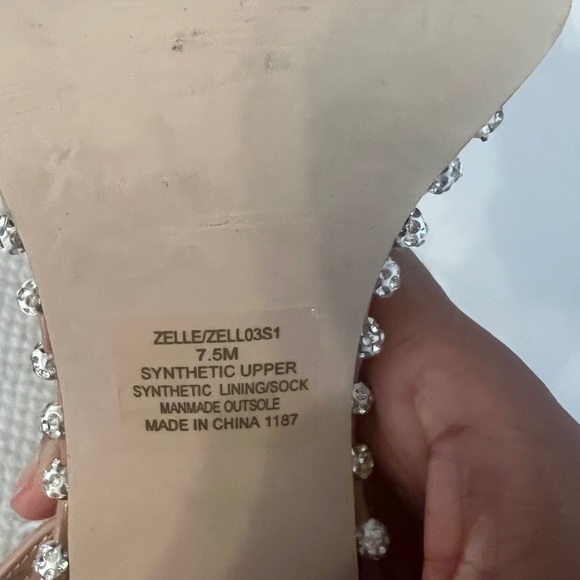 ZELLE/ZELL03S1
7.5M
SYNTHETIC UPPER
SYNTHETIC LINING/SOCK
MANMADE OUTSOLE
MADE IN CHINA 1187